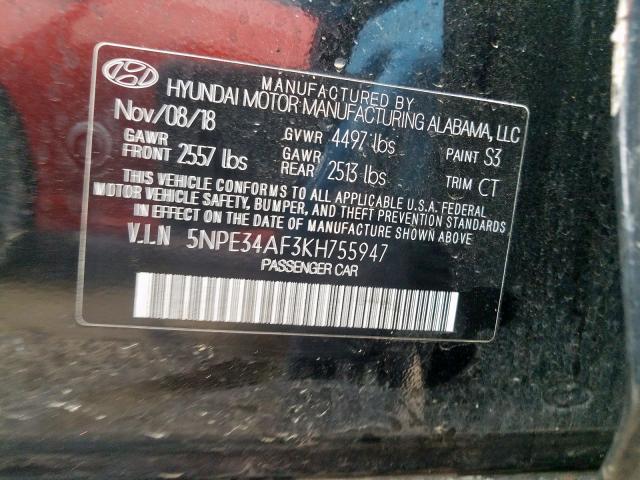 MANUFACTURED BY
HYUNDAI MOTOR MANUFACTURING ALABAMA, LLC
Nov/08/18 GVWR 4497 lbs PAINT S3
GAWR FRONT 2557 lbs GAWR REAR 2513 lbs TRIM CT
THIS VEHICLE CONFORMS TO ALL APPLICABLE U.S.A. FEDERAL
MOTOR VEHICLE SAFETY, BUMPER, AND THEFT PREVENTION STANDARDS
IN EFFECT ON THE DATE OF MANUFACTURE SHOWN ABOVE
V.I.N 5NPE34AF3KH755947
PASSENGER CAR